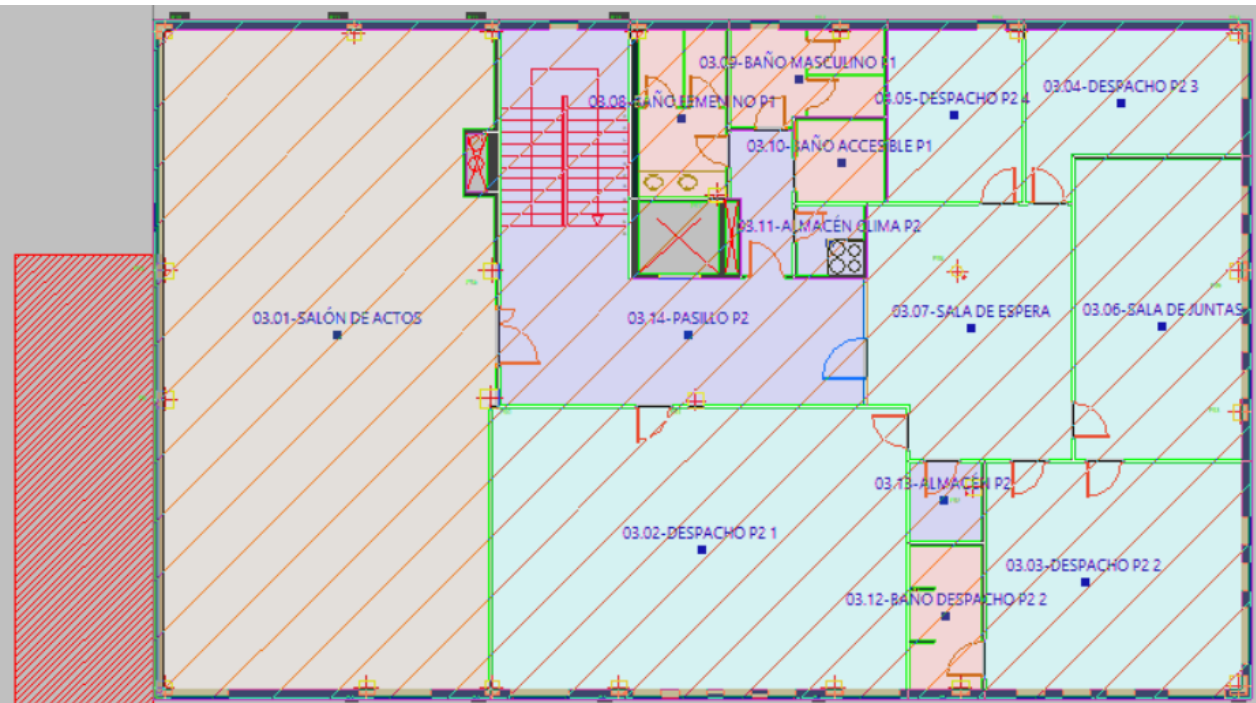 03.09-BAÑO MASCULINO P1
03.04-DESPACHO P2 3
03.08-BAÑO FEMENINO P1
03.05-DESPACHO P2 4
03.10-BAÑO ACCESIBLE P1
03.11-ALMACÉN CLIMA P2
03.01-SALÓN DE ACTOS
03.14-PASILLO P2
03.07-SALA DE ESPERA
03.06-SALA DE JUNTAS
03.13-ALMACÉN P2
03.02-DESPACHO P2 1
03.03-DESPACHO P2 2
03.12-BAÑO DESPACHO P2 2